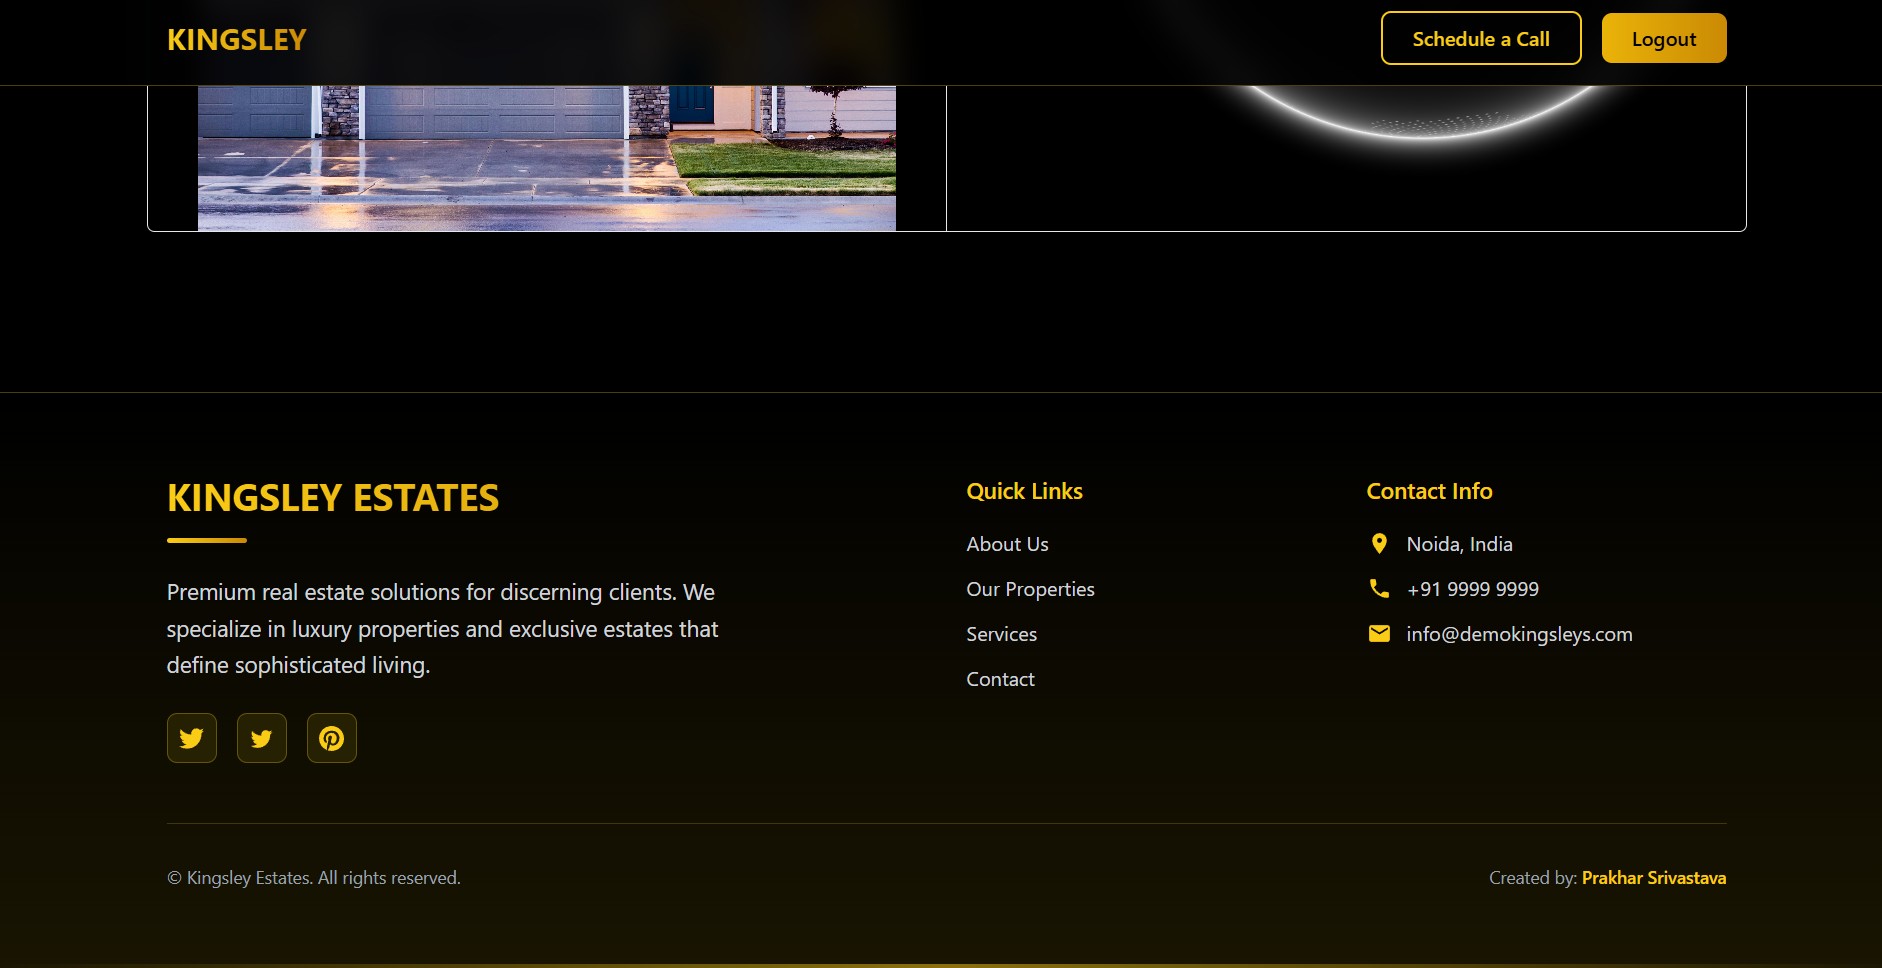 KINGSLEY
Schedule a Call
Logout
KINGSLEY ESTATES
Premium real estate solutions for discerning clients. We
specialize in luxury properties and exclusive estates that
define sophisticated living.
Quick Links
About Us
Our Properties
Services
Contact
Contact Info
Noida, India
+91 9999 9999
info@demokingsleys.com
© Kingsley Estates. All rights reserved.
Created by: Prakhar Srivastava